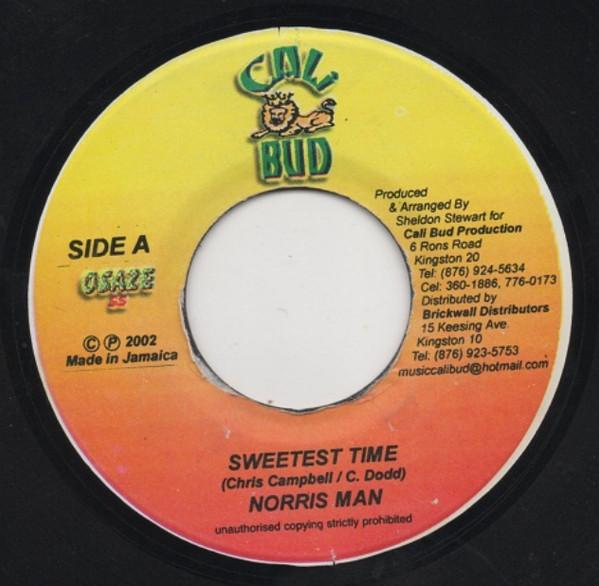 CALi
BUD
SIDE A
OSAZE
SS
© ℗ 2002
Made in Jamaica
Produced
& Arranged By
Sheldon Stewart for
Cali Bud Production
6 Rons Road
Kingston 20
Tel: (876) 924-5634
Cel: 360-1886, 776-0173
Distributed by
Brickwall Distributors
15 Keesing Ave.
Kingston 10
Tel: (876) 923-5753
musiccalibud@hotmail.com
SWEETEST TIME
(Chris Campbell / C. Dodd)
NORRIS MAN
unauthorised copying strictly prohibited